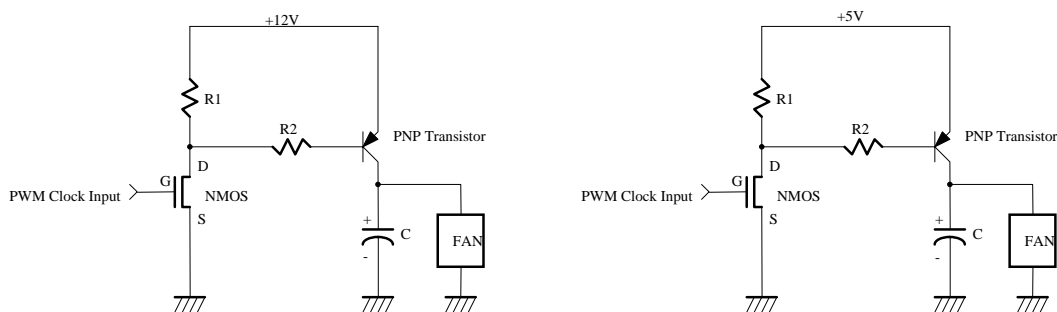 +12V
R1
R2
PNP Transistor
D
G
PWM Clock Input
NMOS
S
+
C
-
FAN
+5V
R1
R2
PNP Transistor
D
G
PWM Clock Input
NMOS
S
+
C
-
FAN